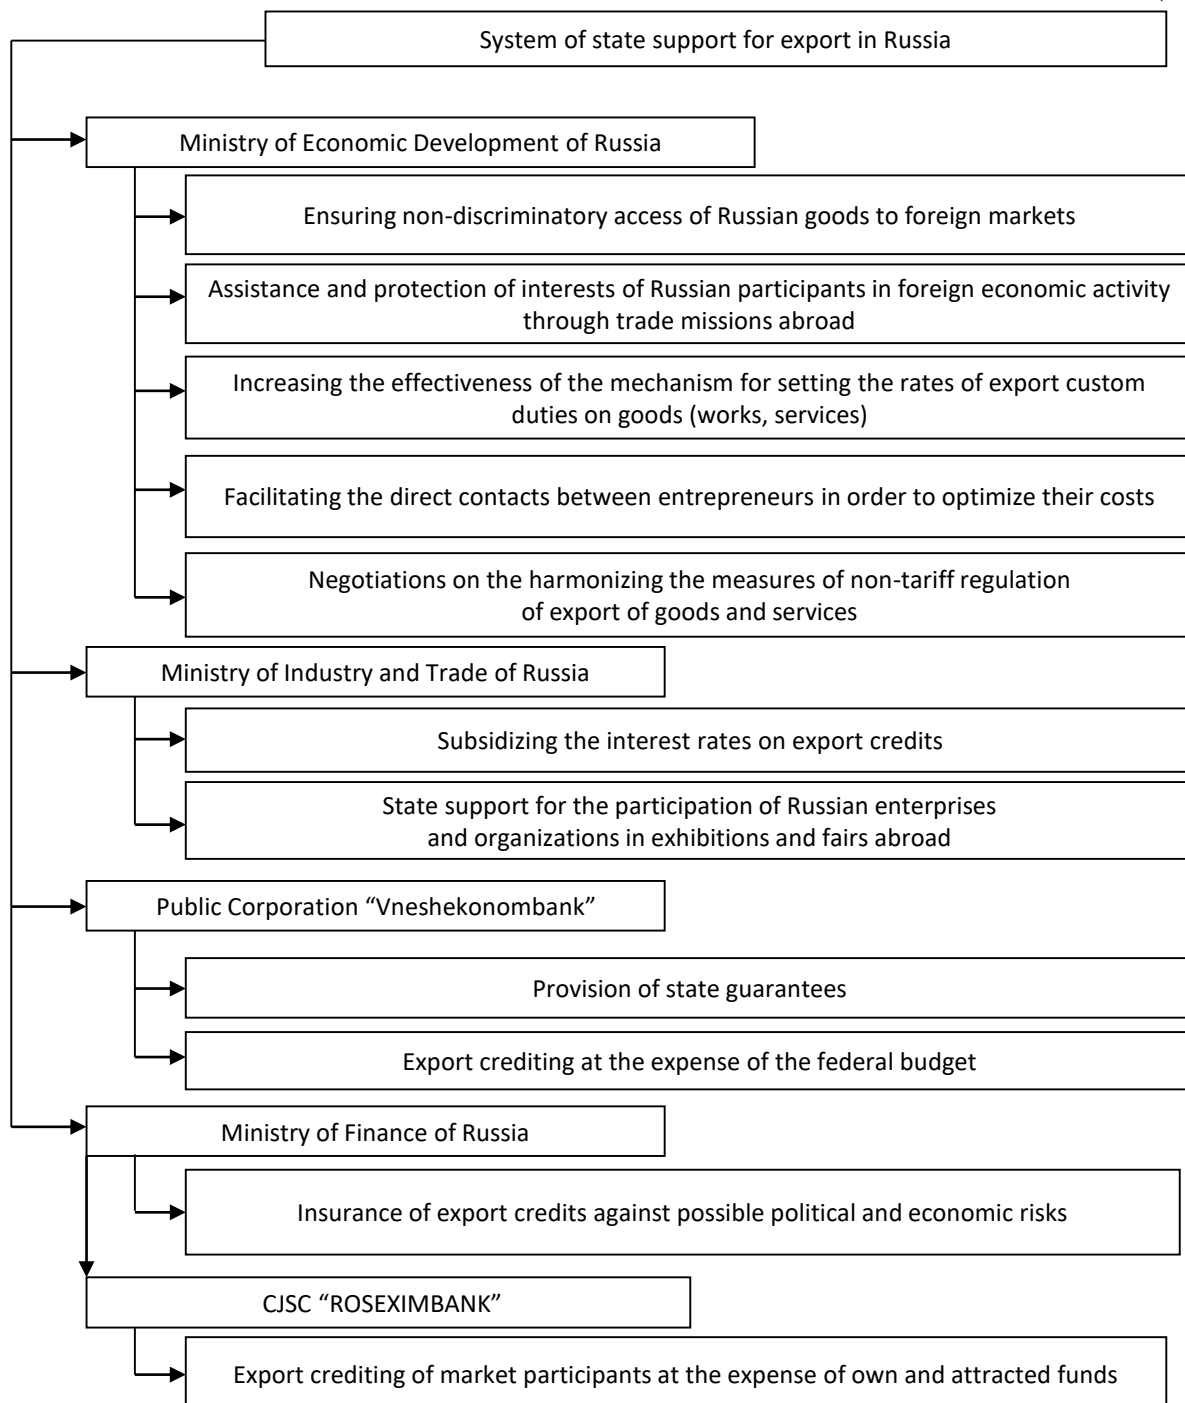 System of state support for export in Russia
Ministry of Economic Development of Russia
Ensuring non-discriminatory access of Russian goods to foreign markets
Assistance and protection of interests of Russian participants in foreign economic activity
through trade missions abroad
Increasing the effectiveness of the mechanism for setting the rates of export custom
duties on goods (works, services)
Facilitating the direct contacts between entrepreneurs in order to optimize their costs
Negotiations on the harmonizing the measures of non-tariff regulation
of export of goods and services
Ministry of Industry and Trade of Russia
Subsidizing the interest rates on export credits
State support for the participation of Russian enterprises
and organizations in exhibitions and fairs abroad
Public Corporation “Vneshekonombank”
Provision of state guarantees
Export crediting at the expense of the federal budget
Ministry of Finance of Russia
Insurance of export credits against possible political and economic risks
CJSC “ROSEXIMBANK”
Export crediting of market participants at the expense of own and attracted funds